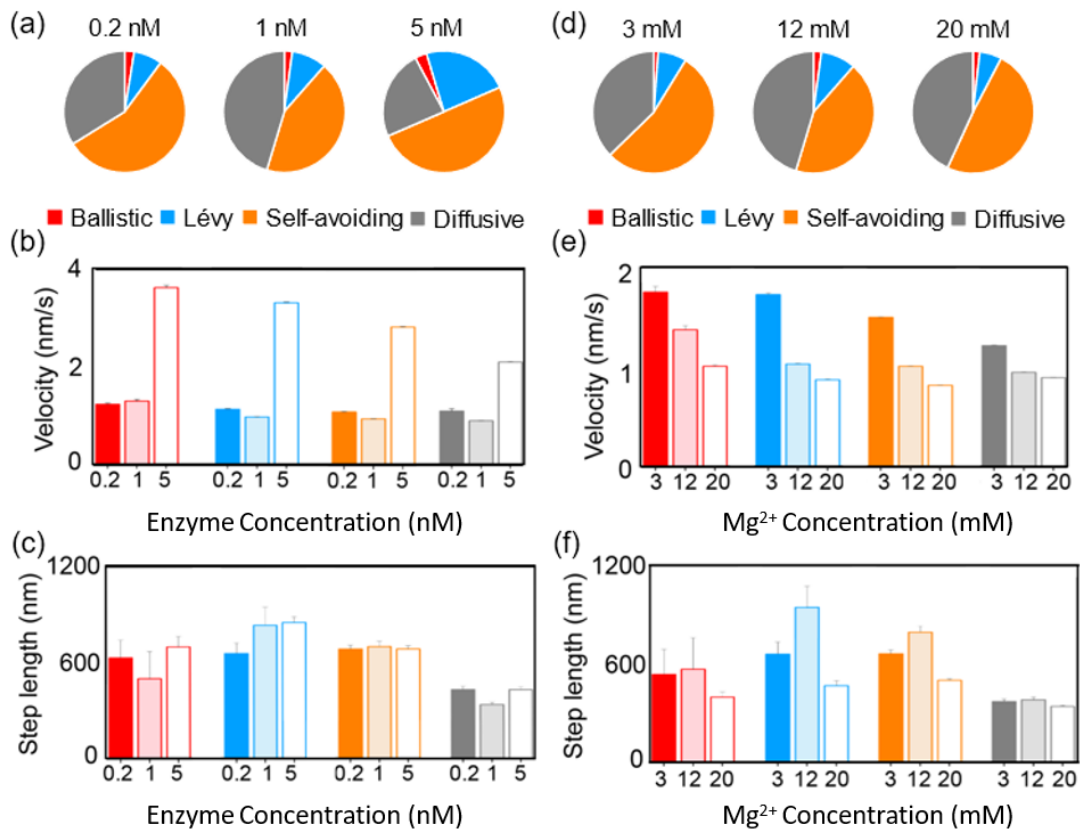 (a) (d)
0.2 nM 1 nM 5 nM 3 mM 12 mM 20 mM
Ballistic Lévy Self-avoiding Diffusive Ballistic Lévy Self-avoiding Diffusive
(b) (e)
Velocity (nm/s)
4
2
0
0.2 1 5 0.2 1 5 0.2 1 5 0.2 1 5
Enzyme Concentration (nM)
Velocity (nm/s)
2
1
0
3 12 20 3 12 20 3 12 20 3 12 20
Mg²⁺ Concentration (mM)
(c) (f)
Step length (nm)
1200
600
0
0.2 1 5 0.2 1 5 0.2 1 5 0.2 1 5
Enzyme Concentration (nM)
Step length (nm)
1200
600
0
3 12 20 3 12 20 3 12 20 3 12 20
Mg²⁺ Concentration (mM)